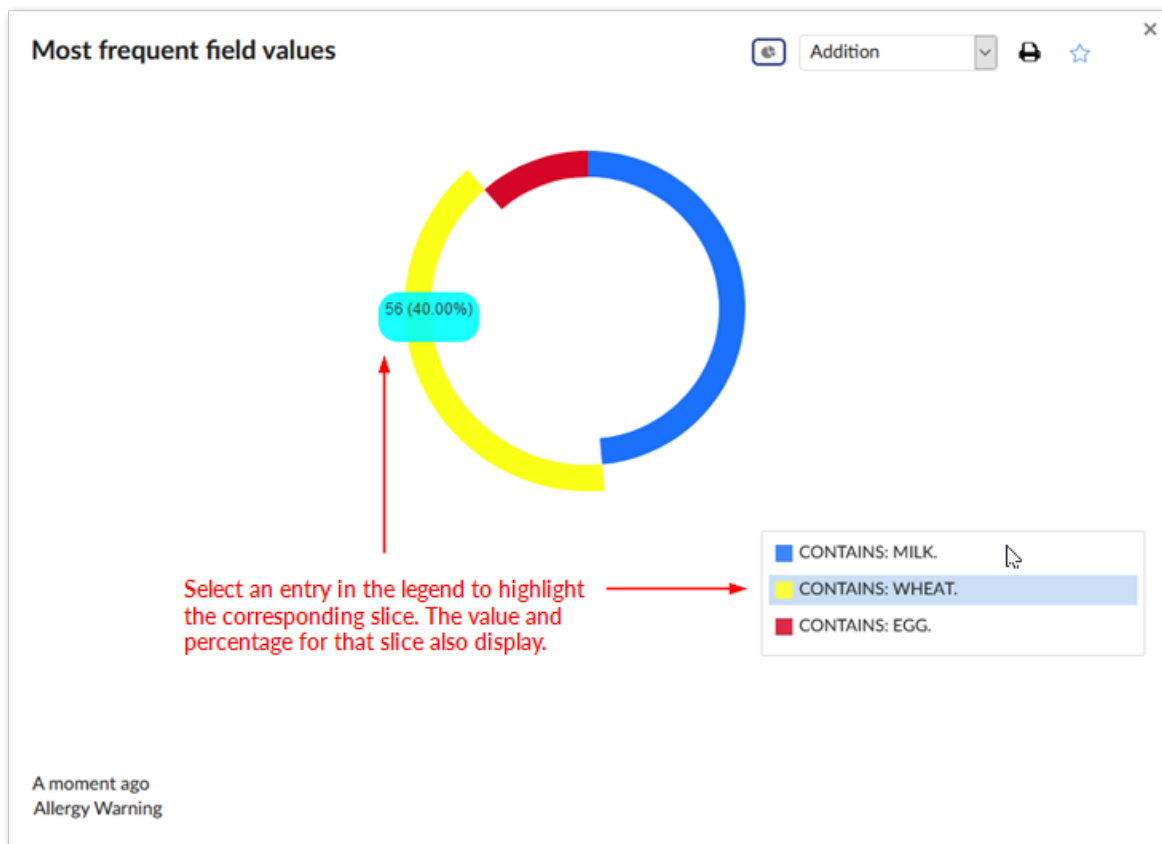 Most frequent field values
Addition
56 (40.00%)
CONTAINS: MILK.
CONTAINS: WHEAT.
CONTAINS: EGG.
Select an entry in the legend to highlight
the corresponding slice. The value and
percentage for that slice also display.
A moment ago
Allergy Warning